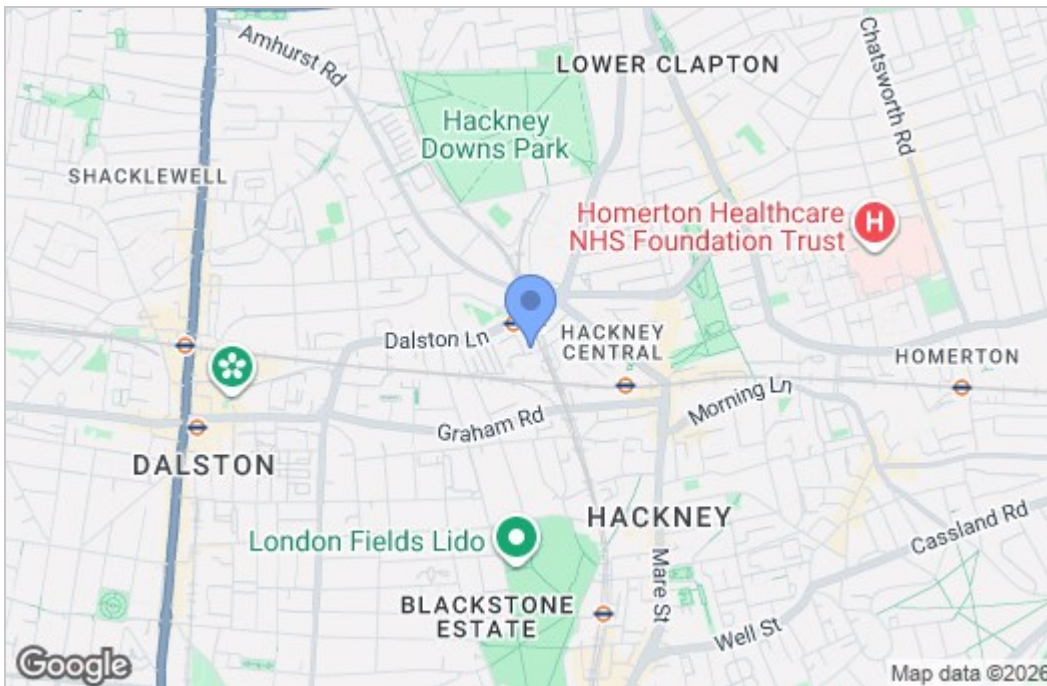 Amhurst Rd
LOWER CLAPTON
Chatsworth Rd
Hackney
Downs Park
SHACKLEWELL
Homerton Healthcare
NHS Foundation Trust
H
Dalston Ln
HACKNEY
CENTRAL
HOMERTON
Morning Ln
Graham Rd
DALSTON
HACKNEY
London Fields Lido
Cassland Rd
Mare St
BLACKSTONE
ESTATE
Well St
Google
Map data ©2026